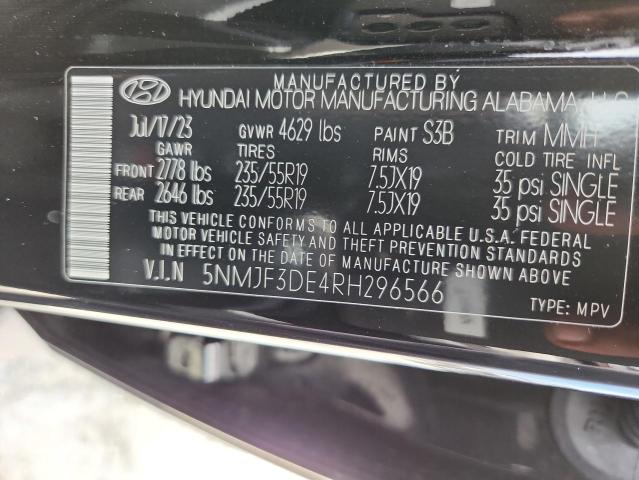 MANUFACTURED BY
HYUNDAI MOTOR MANUFACTURING ALABAMA, LLC
JUl/17/23 GVWR 4629 lbs PAINT S3B TRIM MMH
GAWR TIRES RIMS COLD TIRE INFL
FRONT 2778 lbs 235/55R19 7.5JX19 35 psi SINGLE
REAR 2646 lbs 235/55R19 7.5JX19 35 psi SINGLE
THIS VEHICLE CONFORMS TO ALL APPLICABLE U.S.A. FEDERAL
MOTOR VEHICLE SAFETY AND THEFT PREVENTION STANDARDS
IN EFFECT ON THE DATE OF MANUFACTURE SHOWN ABOVE.
V.I.N 5NMJF3DE4RH296566
TYPE: MPV